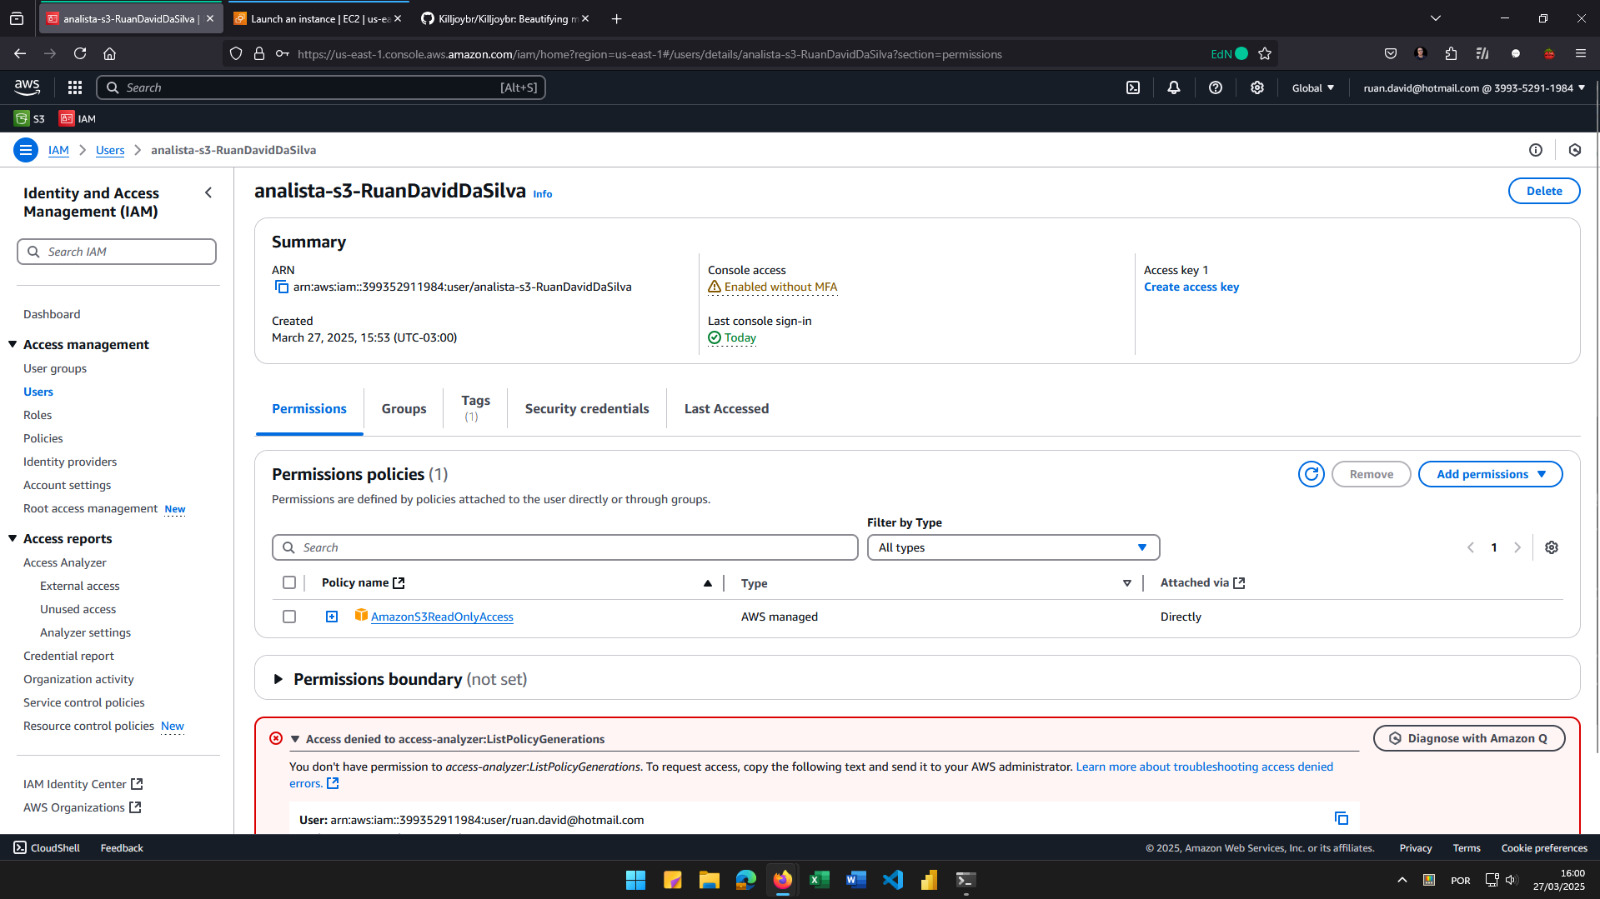 analista-s3-RuanDavidDaSilva |
Launch an instance | EC2 | us-ea
Killjoybr/Killjoybr: Beautifying m
https://us-east-1.console.aws.amazon.com/iam/home?region=us-east-1#/users/details/analista-s3-RuanDavidDaSilva?section=permissions
EdN
aws
Search
[Alt+S]
Global
ruan.david@hotmail.com @ 3993-5291-1984
S3
IAM
IAM
Users
analista-s3-RuanDavidDaSilva
Identity and Access
Management (IAM)
Search IAM
Dashboard
Access management
User groups
Users
Roles
Policies
Identity providers
Account settings
Root access management New
Access reports
Access Analyzer
External access
Unused access
Analyzer settings
Credential report
Organization activity
Service control policies
Resource control policies New
IAM Identity Center
AWS Organizations
analista-s3-RuanDavidDaSilva Info
Delete
Summary
ARN
arn:aws:iam::399352911984:user/analista-s3-RuanDavidDaSilva
Created
March 27, 2025, 15:53 (UTC-03:00)
Console access
Enabled without MFA
Last console sign-in
Today
Access key 1
Create access key
Permissions
Groups
Tags
(1)
Security credentials
Last Accessed
Permissions policies (1)
Remove
Add permissions
Permissions are defined by policies attached to the user directly or through groups.
Filter by Type
Search
All types
1
Policy name
Type
Attached via
AmazonS3ReadOnlyAccess
AWS managed
Directly
Permissions boundary (not set)
Access denied to access-analyzer:ListPolicyGenerations
Diagnose with Amazon Q
You don't have permission to access-analyzer:ListPolicyGenerations. To request access, copy the following text and send it to your AWS administrator. Learn more about troubleshooting access denied
errors.
User: arn:aws:iam::399352911984:user/ruan.david@hotmail.com
CloudShell
Feedback
© 2025, Amazon Web Services, Inc. or its affiliates.
Privacy
Terms
Cookie preferences
POR
16:00
27/03/2025